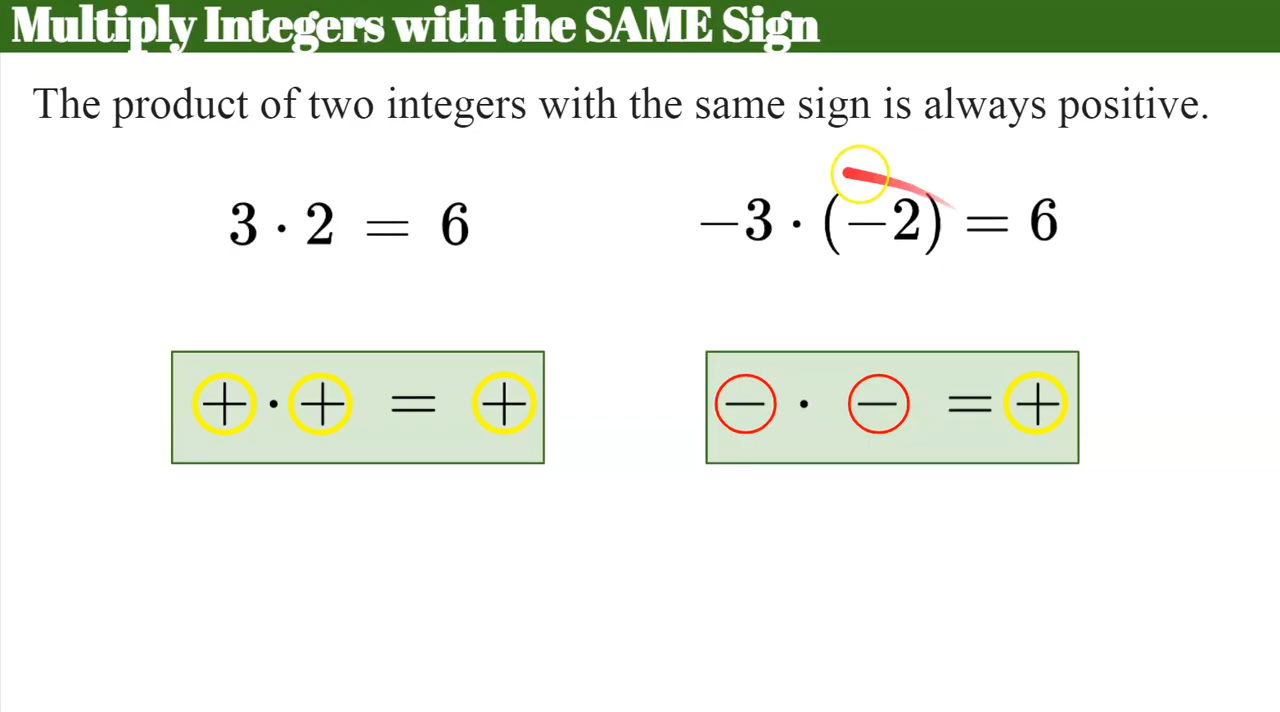 Multiply Integers with the SAME Sign
The product of two integers with the same sign is always positive.
3 · 2 = 6
−3 · (−2) = 6
+ · + = +
− · − = +